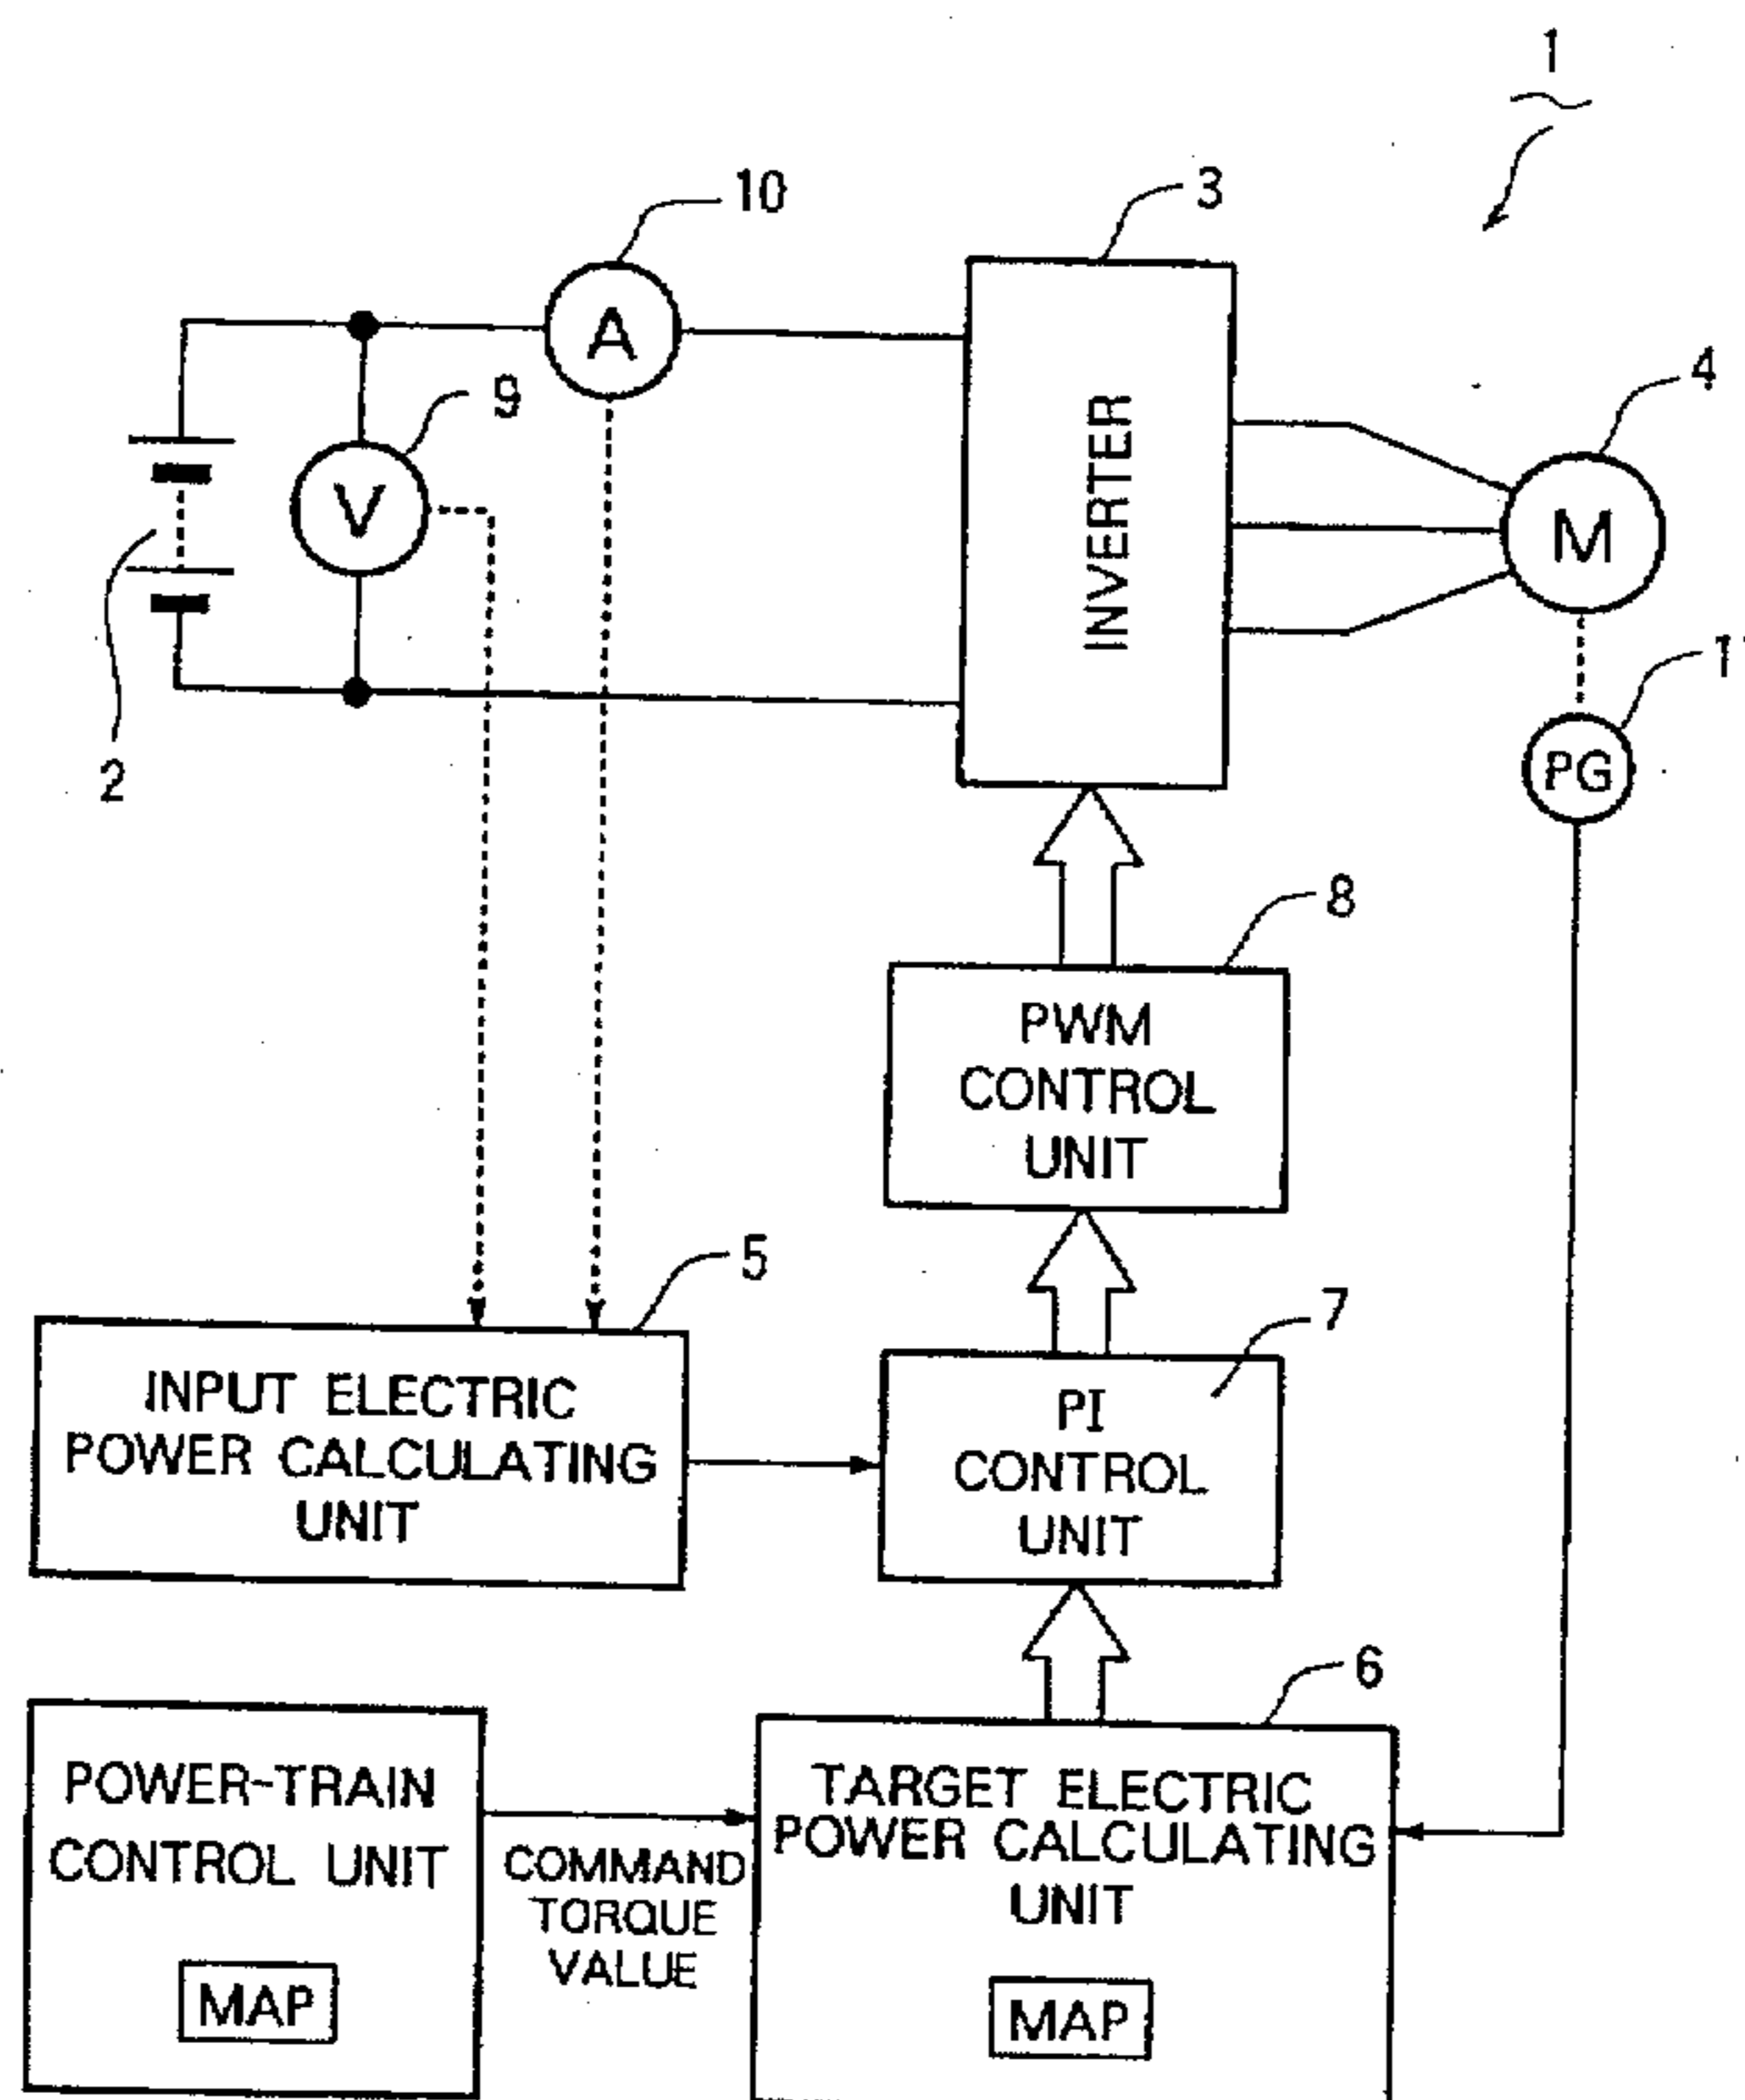 1
10
3
A
9
4
V
INVERTER
M
2
PG
8
PWM
CONTROL
UNIT
5
7
INPUT ELECTRIC
POWER CALCULATING
UNIT
PI
CONTROL
UNIT
6
POWER-TRAIN
CONTROL UNIT
MAP
COMMAND
TORQUE
VALUE
TARGET ELECTRIC
POWER CALCULATING
UNIT
MAP